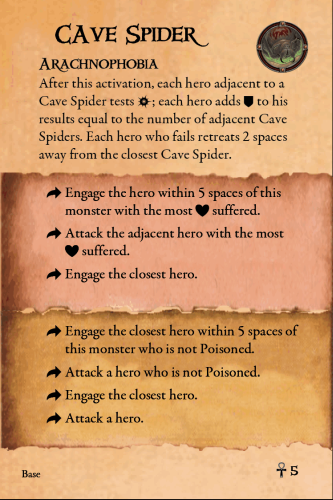 CAVE SPIDER
ARACHNOPHOBIA
After this activation, each hero adjacent to a
Cave Spider tests ; each hero adds to his
results equal to the number of adjacent Cave
Spiders. Each hero who fails retreats 2 spaces
away from the closest Cave Spider.
Engage the hero within 5 spaces of this
monster with the most suffered.
Attack the adjacent hero with the most
suffered.
Engage the closest hero.
Engage the closest hero within 5 spaces of
this monster who is not Poisoned.
Attack a hero who is not Poisoned.
Engage the closest hero.
Attack a hero.
Base
5